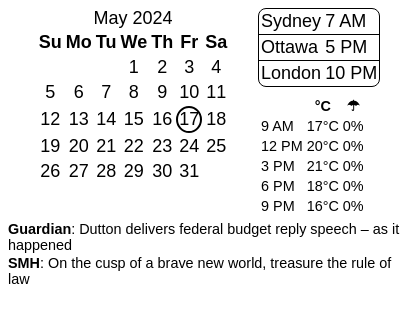 May 2024
Su Mo Tu We Th Fr Sa
1 2 3 4
5 6 7 8 9 10 11
12 13 14 15 16 17 18
19 20 21 22 23 24 25
26 27 28 29 30 31
Sydney 7 AM
Ottawa 5 PM
London 10 PM
°C ☂
9 AM 17°C 0%
12 PM 20°C 0%
3 PM 21°C 0%
6 PM 18°C 0%
9 PM 16°C 0%
Guardian: Dutton delivers federal budget reply speech – as it
happened
SMH: On the cusp of a brave new world, treasure the rule of
law